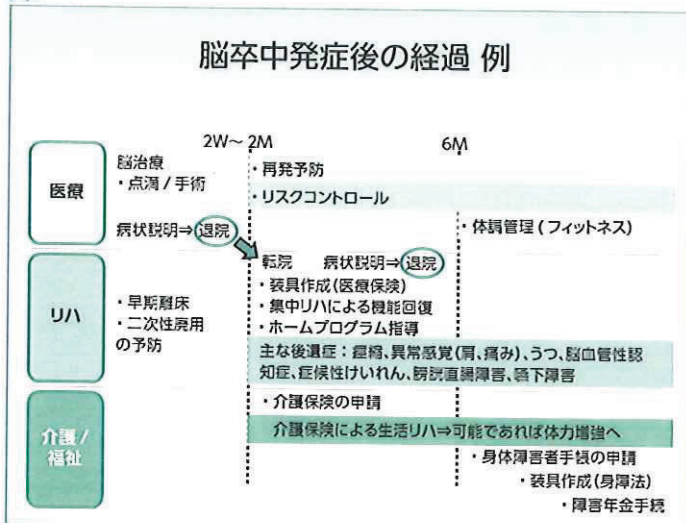 脳卒中発症後の経過 例
2W～ 2M
6M
医療
脳治療
・点滴 / 手術
病状説明⇒退院
・再発予防
・リスクコントロール
・体調管理(フィットネス)
リハ
・早期離床
・二次性廃用
の予防
転院 病状説明⇒退院
・装具作成(医療保険)
・集中リハによる機能回復
・ホームプログラム指導
主な後遺症：痙縮、異常感覚(肩、痛み)、うつ、脳血管性認
知症、症候性けいれん、膀胱直腸障害、嚥下障害
介護 /
福祉
・介護保険の申請
介護保険による生活リハ⇒可能であれば体力増強へ
・身体障害者手帳の申請
・装具作成(身障法)
・障害年金手続